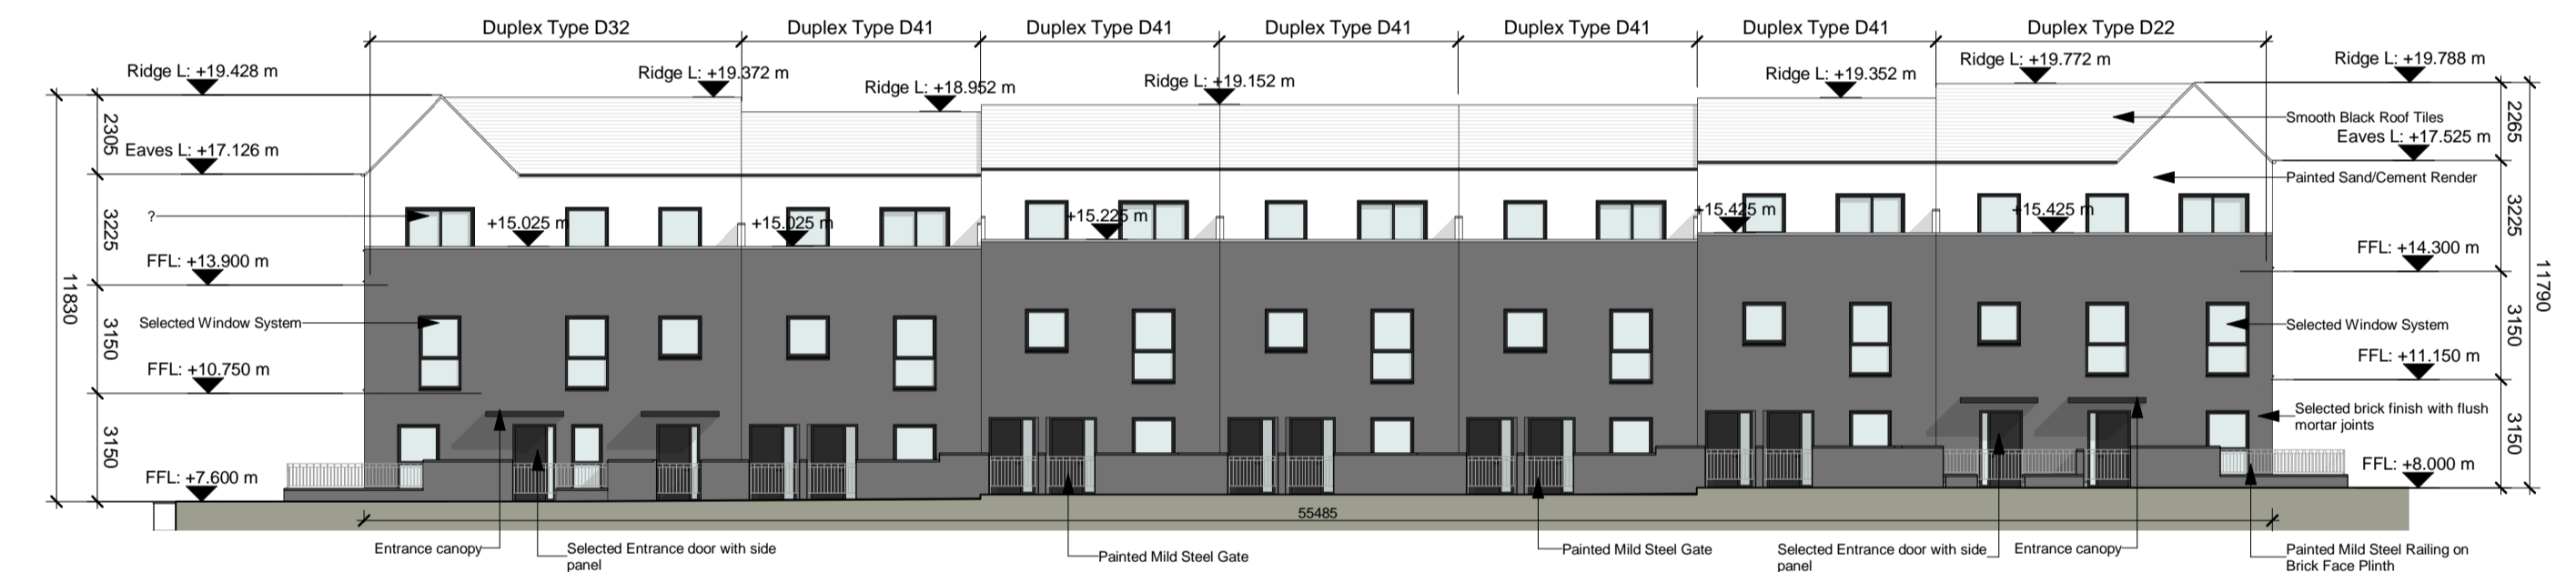 Duplex Type D32
Duplex Type D41
Duplex Type D41
Duplex Type D41
Duplex Type D41
Duplex Type D41
Duplex Type D22
Ridge L: +19.428 m
Ridge L: +19.372 m
Ridge L: +18.952 m
Ridge L: +19.152 m
Ridge L: +19.352 m
Ridge L: +19.772 m
Ridge L: +19.788 m
2305
2265
Smooth Black Roof Tiles
Eaves L: +17.126 m
Eaves L: +17.525 m
Painted Sand/Cement Render
?
3225
+15.025 m
+15.025 m
+15.225 m
+15.425 m
+15.425 m
3225
FFL: +13.900 m
FFL: +14.300 m
11830
11790
Selected Window System
3150
Selected Window System
3150
FFL: +10.750 m
FFL: +11.150 m
Selected brick finish with flush
mortar joints
3150
3150
FFL: +7.600 m
FFL: +8.000 m
55485
Entrance canopy
Selected Entrance door with side
panel
Painted Mild Steel Gate
Painted Mild Steel Gate
Selected Entrance door with side
panel
Entrance canopy
Painted Mild Steel Railing on
Brick Face Plinth